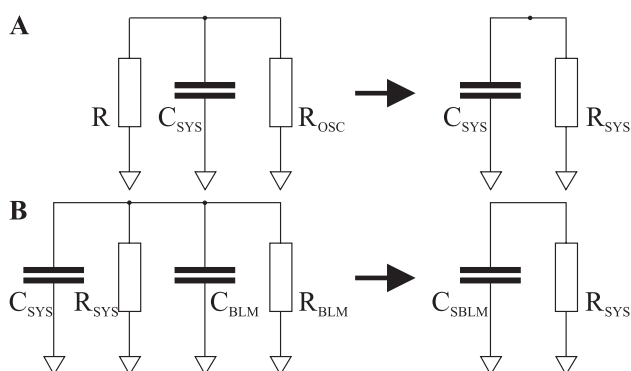 A
R C_SYS R_OSC C_SYS R_SYS
B
C_SYS R_SYS C_BLM R_BLM C_SBLM R_SYS